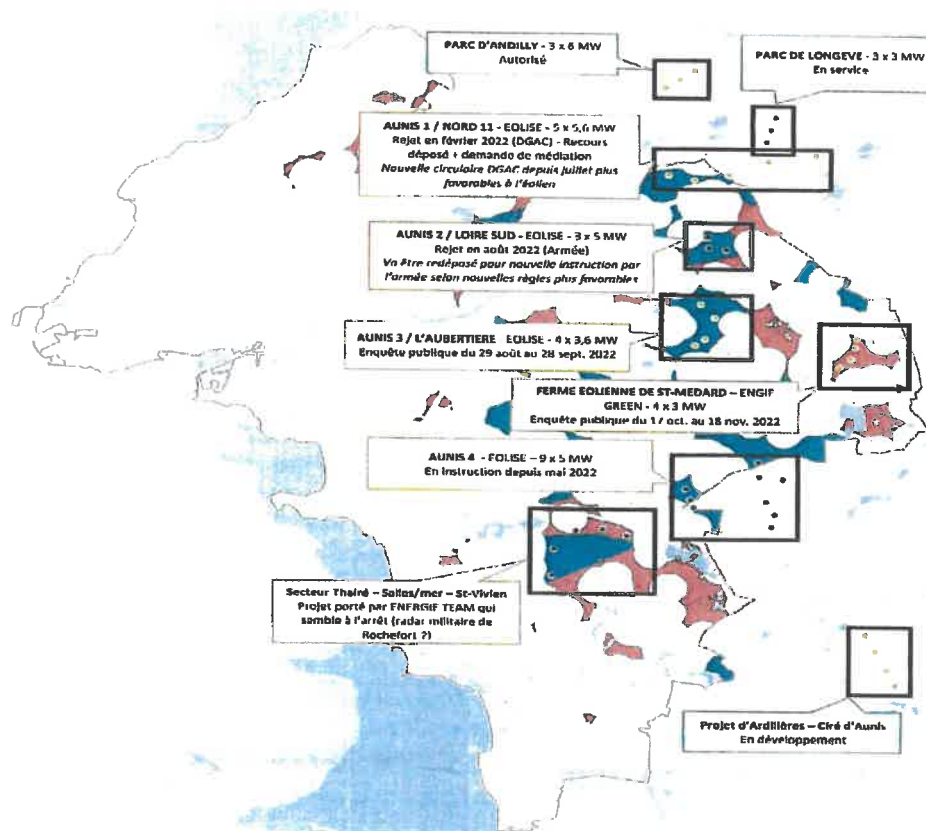 PARC D'ANDILLY - 3 x 6 MW
Autorisé
PARC DE LONGEVE - 3 x 3 MW
En service
AUNIS 1 / NORD 11 - EOLISE - 5 x 5,6 MW
Rejet en février 2022 (DGAC) - Recours
déposé + demande de médiation
Nouvelle circulaire DGAC depuis juillet plus
favorables à l'éolien
AUNIS 2 / LOIRE SUD - EOLISE - 3 x 5 MW
Rejet en août 2022 (Armée)
Va être redéposé pour nouvelle instruction par
l'armée selon nouvelles règles plus favorables
AUNIS 3 / L'AUBERTIERE - EOLISE - 4 x 3,6 MW
Enquête publique du 29 août au 28 sept. 2022
FERME EOLIENNE DE ST-MEDARD – ENGIE
GREEN - 4 x 3 MW
Enquête publique du 17 oct. au 18 nov. 2022
AUNIS 4 - EOLISE – 9 x 5 MW
En instruction depuis mai 2022
Secteur Thairé – Salles/mer – St-Vivien
Projet porté par ENERGIE TEAM qui
semble à l'arrêt (radar militaire de
Rochefort ?)
Projet d'Ardillières – Ciré d'Aunis
En développement